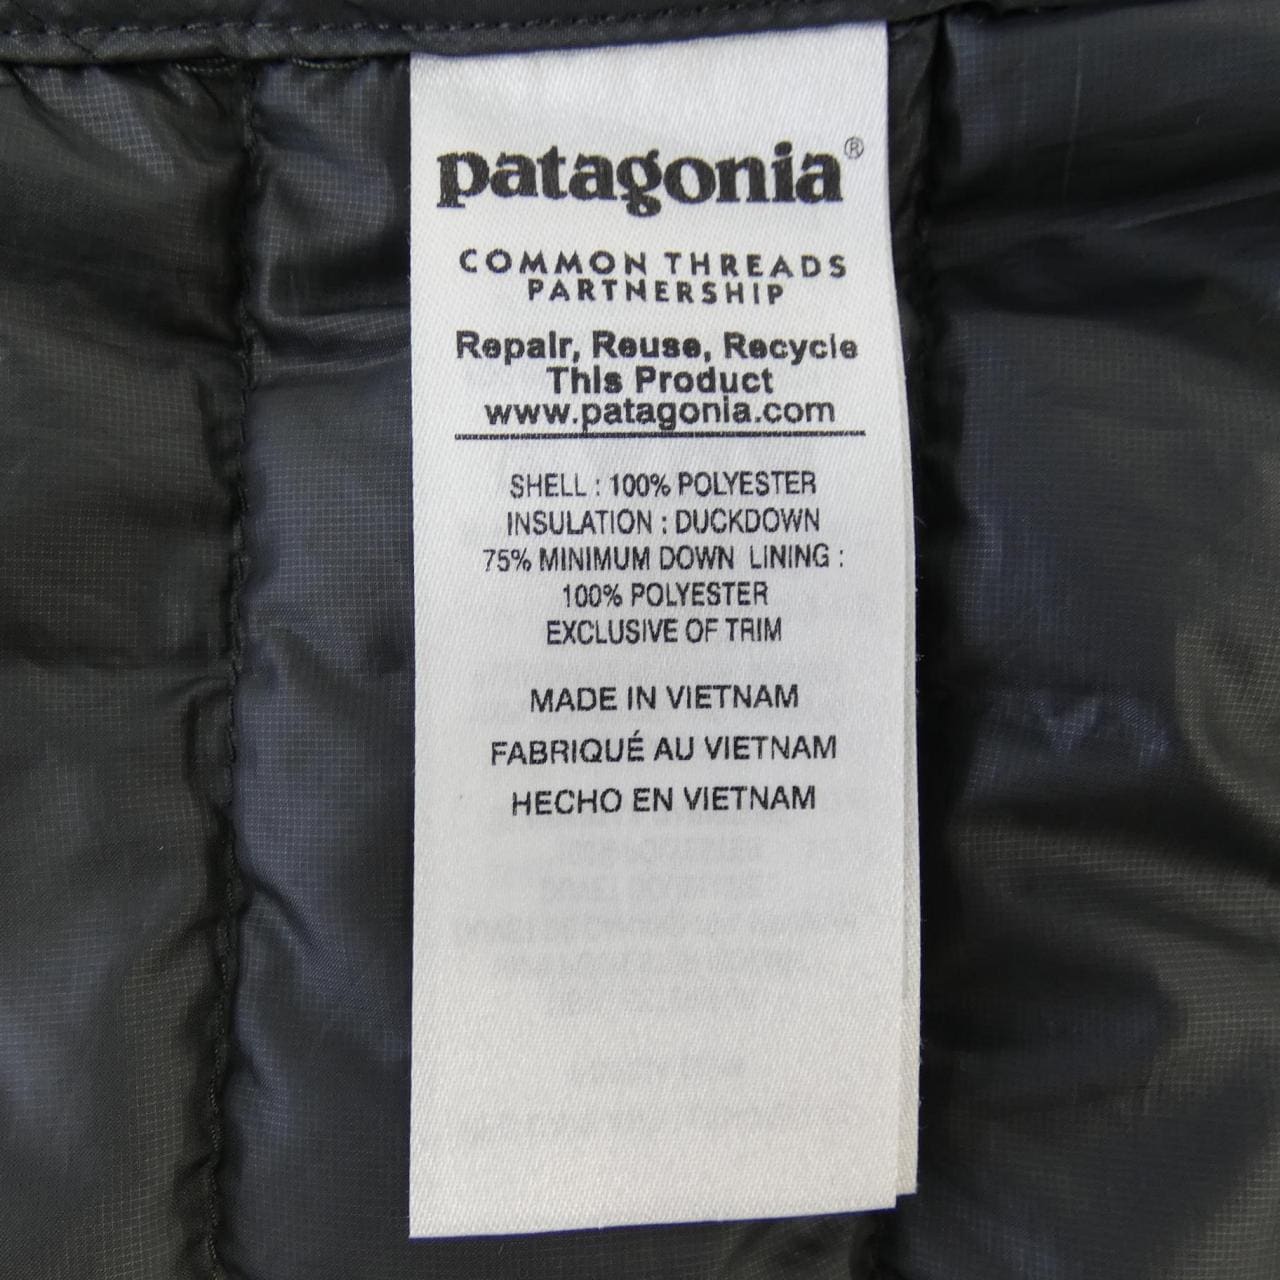 patagonia®
COMMON THREADS
PARTNERSHIP
Repair, Reuse, Recycle
This Product
www.patagonia.com
SHELL : 100% POLYESTER
INSULATION : DUCKDOWN
75% MINIMUM DOWN LINING :
100% POLYESTER
EXCLUSIVE OF TRIM
MADE IN VIETNAM
FABRIQUÉ AU VIETNAM
HECHO EN VIETNAM